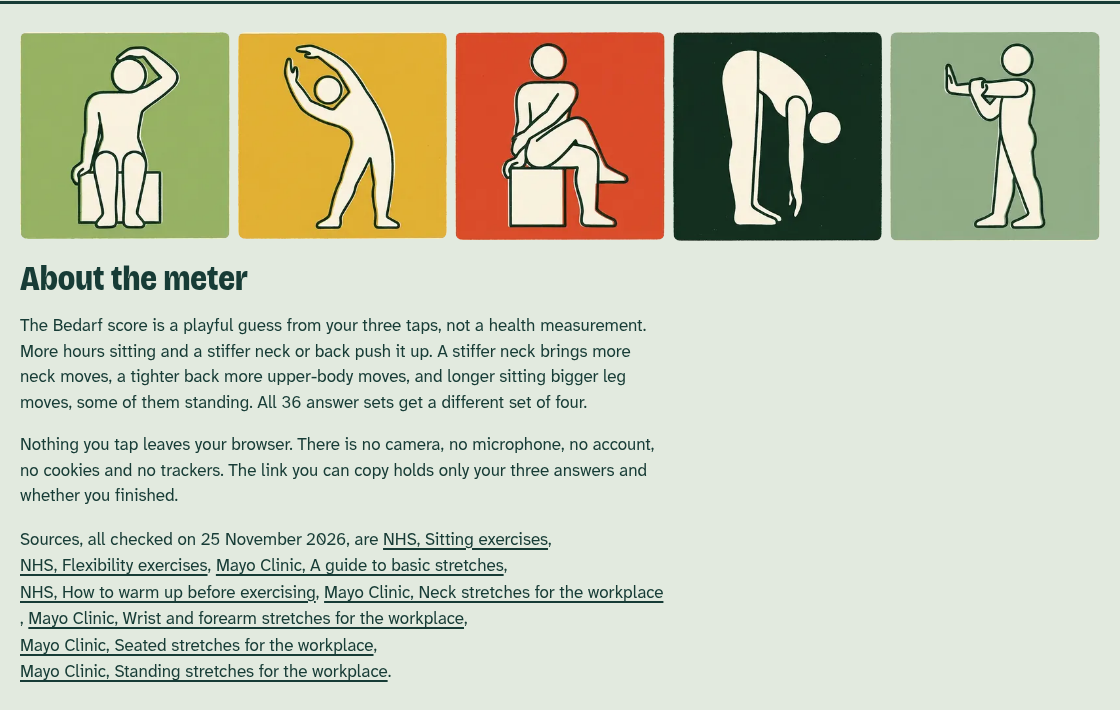 About the meter
The Bedarf score is a playful guess from your three taps, not a health measurement.
More hours sitting and a stiffer neck or back push it up. A stiffer neck brings more
neck moves, a tighter back more upper-body moves, and longer sitting bigger leg
moves, some of them standing. All 36 answer sets get a different set of four.
Nothing you tap leaves your browser. There is no camera, no microphone, no account,
no cookies and no trackers. The link you can copy holds only your three answers and
whether you finished.
Sources, all checked on 25 November 2026, are NHS, Sitting exercises,
NHS, Flexibility exercises, Mayo Clinic, A guide to basic stretches,
NHS, How to warm up before exercising, Mayo Clinic, Neck stretches for the workplace
, Mayo Clinic, Wrist and forearm stretches for the workplace,
Mayo Clinic, Seated stretches for the workplace,
Mayo Clinic, Standing stretches for the workplace.